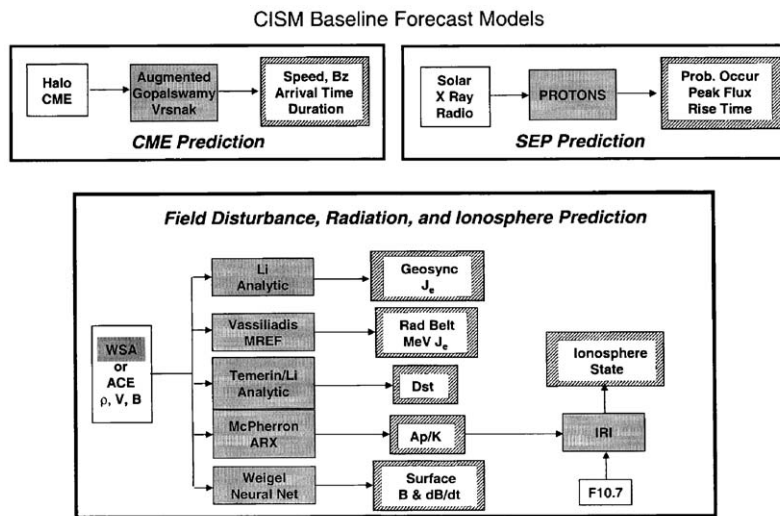 CISM Baseline Forecast Models
Halo
CME
Augmented
Gopalswamy
Vrsnak
Speed, Bz
Arrival Time
Duration
CME Prediction
Solar
X Ray
Radio
PROTONS
Prob. Occur
Peak Flux
Rise Time
SEP Prediction
Field Disturbance, Radiation, and Ionosphere Prediction
WSA
or
ACE
ρ, V, B
Li
Analytic
Geosync
Je
Vassiliadis
MREF
Rad Belt
MeV Je
Temerin/Li
Analytic
Dst
McPherron
ARX
Ap/K
Weigel
Neural Net
Surface
B & dB/dt
Ionosphere
State
IRI
F10.7